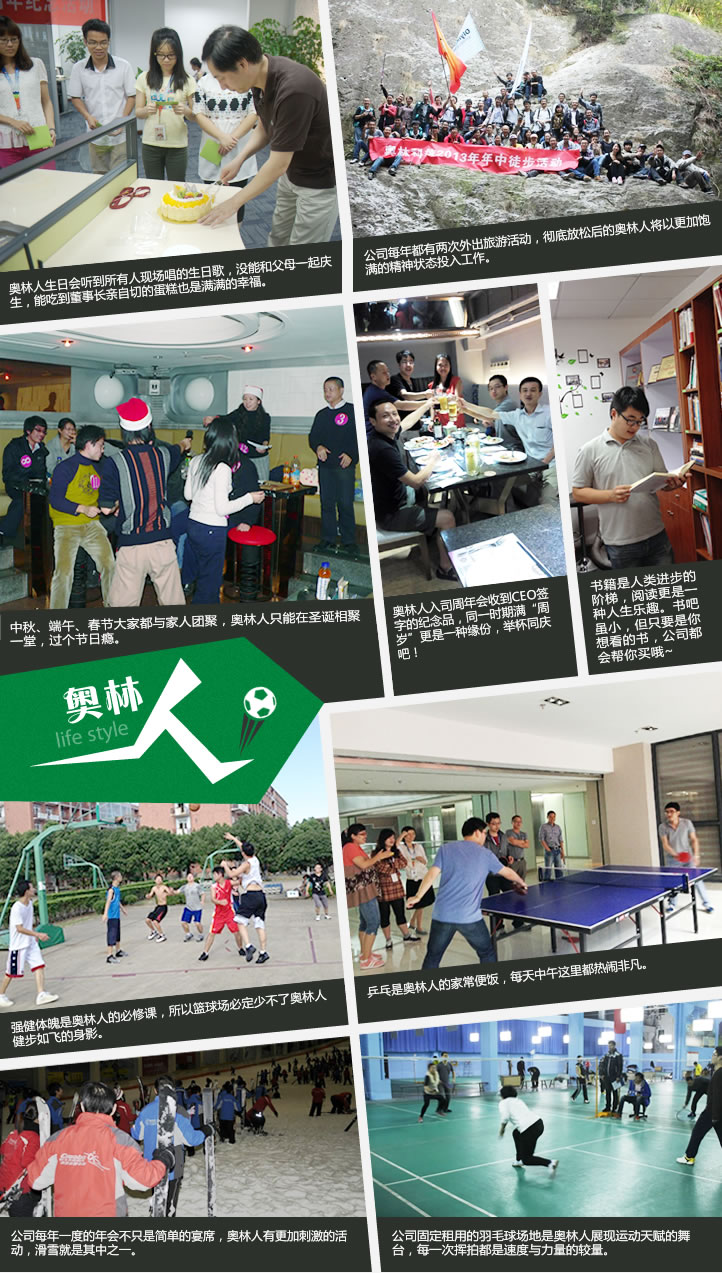 年纪念活动
奥林动身2013年年中徒步活动
奥林人生日会听到所有人现场唱的生日歌，没能和父母一起庆
生，能吃到董事长亲自切的蛋糕也是满满的幸福。
公司每年都有两次外出旅游活动，彻底放松后的奥林人将以更加饱
满的精神状态投入工作。
中秋、端午、春节大家都与家人团聚，奥林人只能在圣诞相聚
一堂，过个节日瘾。
奥林人入司周年会收到CEO签
字的纪念品，同一时期满“周
岁”更是一种缘份，举杯同庆
吧！
书籍是人类进步的
阶梯，阅读更是一
种人生乐趣。书吧
虽小，但只要是你
想看的书，公司都
会帮你买哦~
奥林
人
life style
强健体魄是奥林人的必修课，所以篮球场必定少不了奥林人
健步如飞的身影。
乒乓是奥林人的家常便饭，每天中午这里都热闹非凡。
公司每年一度的年会不只是简单的宴席，奥林人有更加刺激的活
动，滑雪就是其中之一。
公司固定租用的羽毛球场地是奥林人展现运动天赋的舞
台，每一次挥拍都是速度与力量的较量。